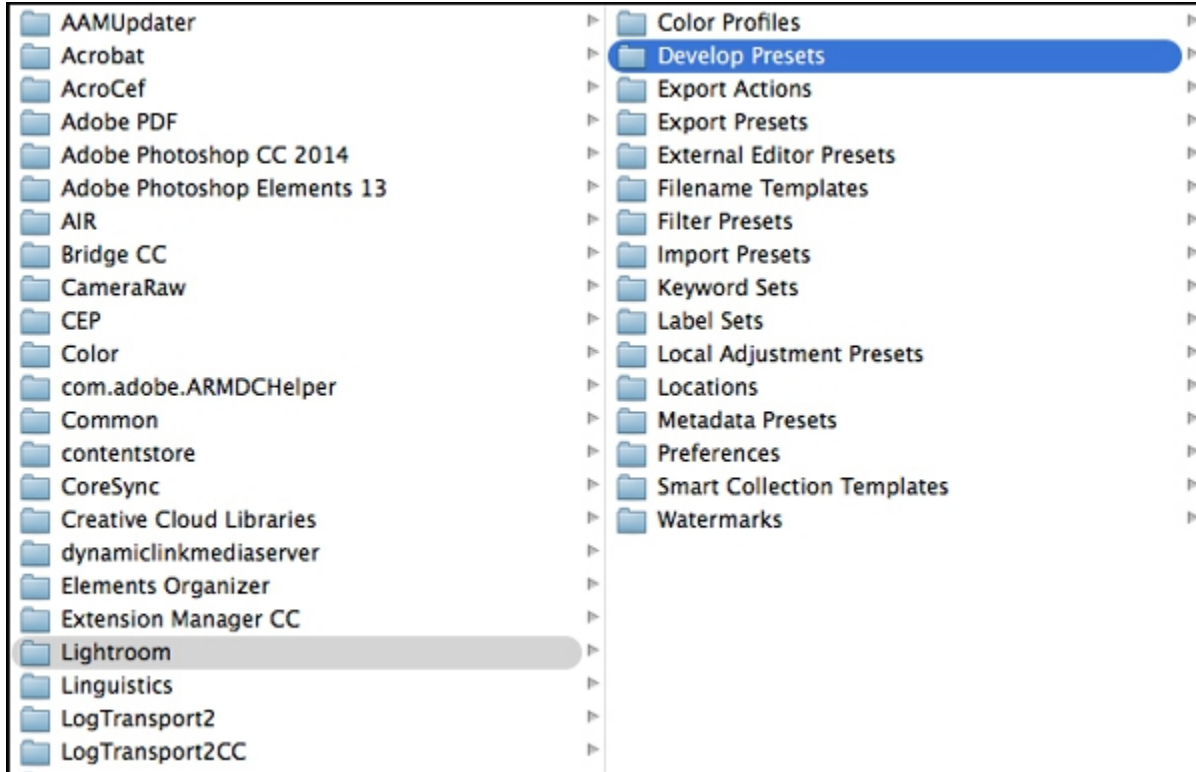 AAMUpdater
Acrobat
AcroCef
Adobe PDF
Adobe Photoshop CC 2014
Adobe Photoshop Elements 13
AIR
Bridge CC
CameraRaw
CEP
Color
com.adobe.ARMDCHelper
Common
contentstore
CoreSync
Creative Cloud Libraries
dynamiclinkmediaserver
Elements Organizer
Extension Manager CC
Lightroom
Linguistics
LogTransport2
LogTransport2CC
Color Profiles
Develop Presets
Export Actions
Export Presets
External Editor Presets
Filename Templates
Filter Presets
Import Presets
Keyword Sets
Label Sets
Local Adjustment Presets
Locations
Metadata Presets
Preferences
Smart Collection Templates
Watermarks